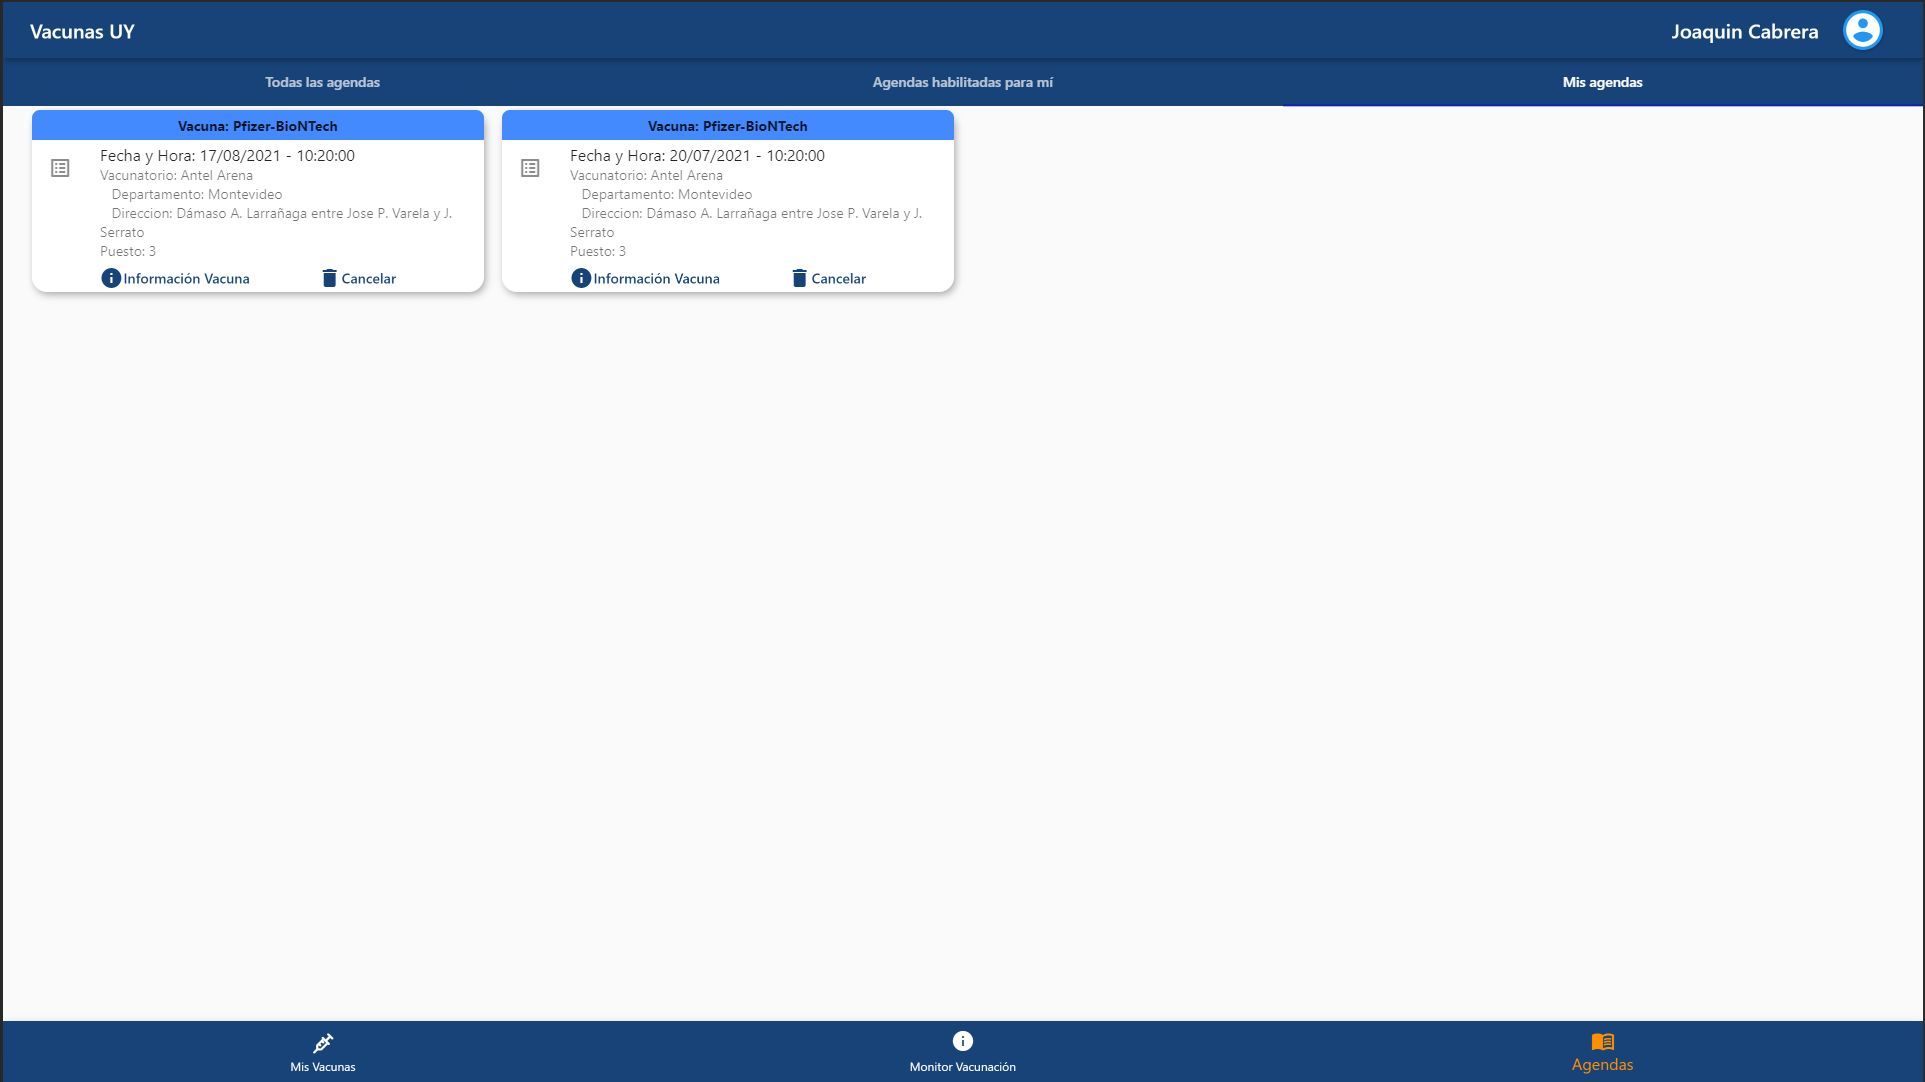 Vacunas UY
Joaquin Cabrera
Todas las agendas
Agendas habilitadas para mí
Mis agendas
Vacuna: Pfizer-BioNTech
Fecha y Hora: 17/08/2021 - 10:20:00
Vacunatorio: Antel Arena
Departamento: Montevideo
Direccion: Dámaso A. Larrañaga entre Jose P. Varela y J.
Serrato
Puesto: 3
Información Vacuna
Cancelar
Vacuna: Pfizer-BioNTech
Fecha y Hora: 20/07/2021 - 10:20:00
Vacunatorio: Antel Arena
Departamento: Montevideo
Direccion: Dámaso A. Larrañaga entre Jose P. Varela y J.
Serrato
Puesto: 3
Información Vacuna
Cancelar
Mis Vacunas
Monitor Vacunación
Agendas